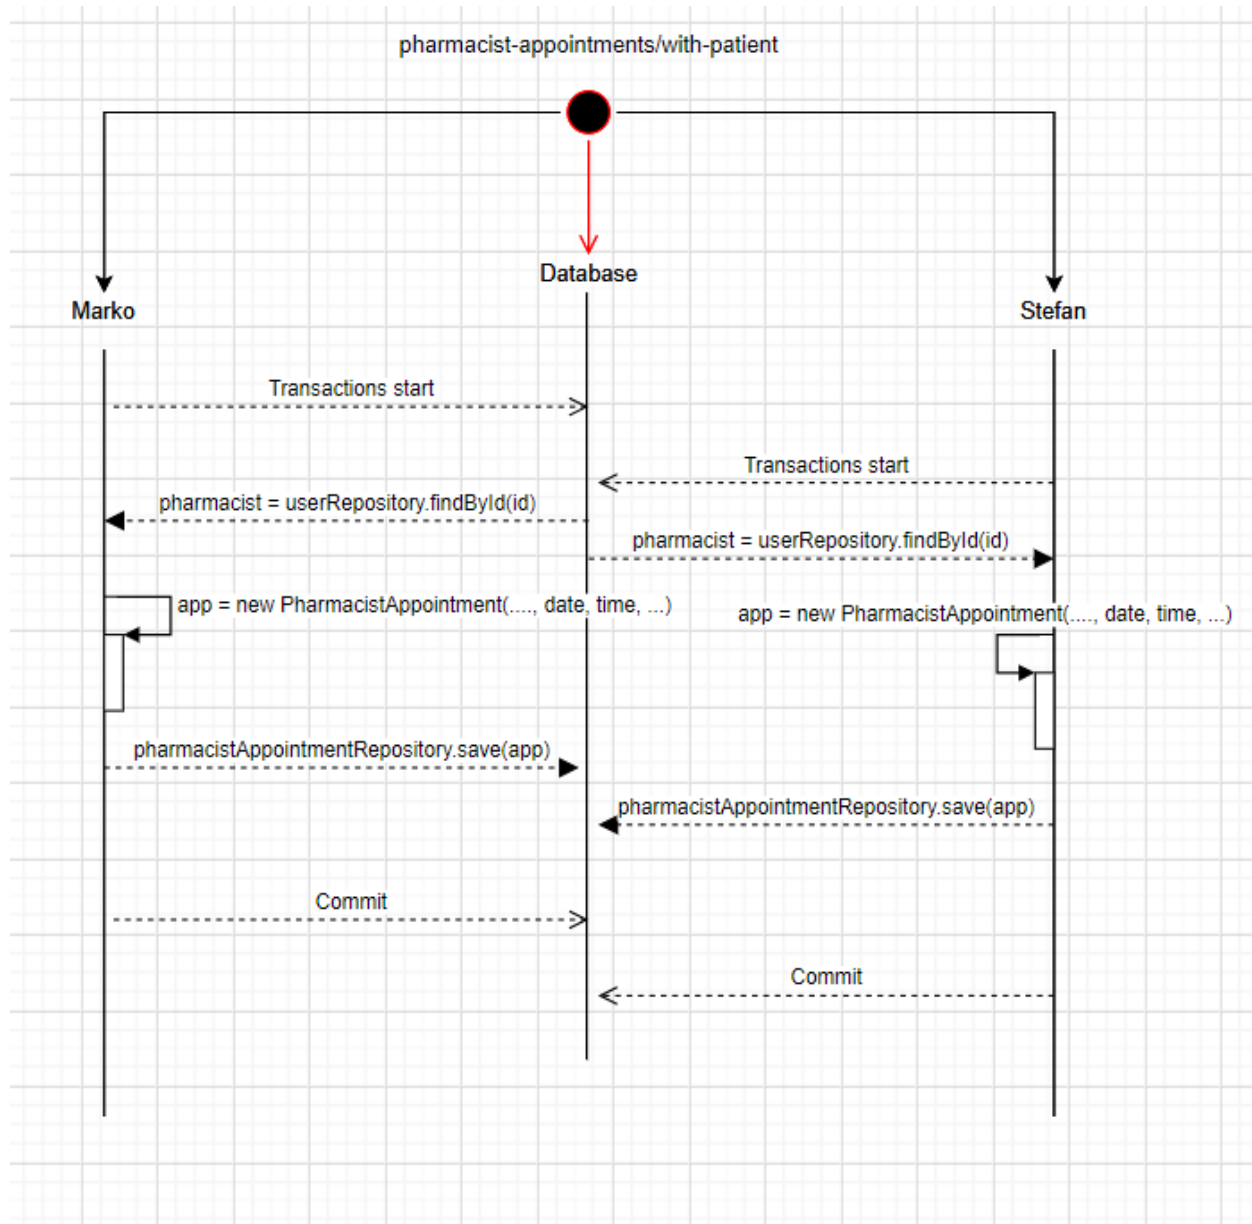 pharmacist-appointments/with-patient
Database
Marko
Stefan
Transactions start
Transactions start
pharmacist = userRepository.findById(id)
pharmacist = userRepository.findById(id)
app = new PharmacistAppointment(...., date, time, ...)
app = new PharmacistAppointment(...., date, time, ...)
pharmacistAppointmentRepository.save(app)
pharmacistAppointmentRepository.save(app)
Commit
Commit